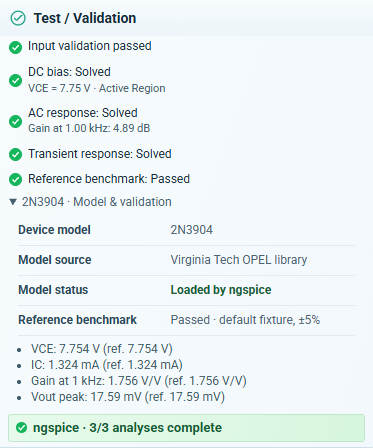 Test / Validation
Input validation passed
DC bias: Solved
VCE = 7.75 V · Active Region
AC response: Solved
Gain at 1.00 kHz: 4.89 dB
Transient response: Solved
Reference benchmark: Passed
▼ 2N3904 · Model & validation
Device model 2N3904
Model source Virginia Tech OPEL library
Model status Loaded by ngspice
Reference benchmark Passed · default fixture, ±5%
• VCE: 7.754 V (ref. 7.754 V)
• IC: 1.324 mA (ref. 1.324 mA)
• Gain at 1 kHz: 1.756 V/V (ref. 1.756 V/V)
• Vout peak: 17.59 mV (ref. 17.59 mV)
ngspice · 3/3 analyses complete